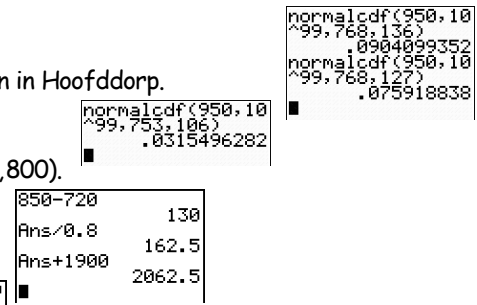 normalcdf(950,10
^99,768,136)
.0904099352
normalcdf(950,10
^99,768,127)
.075918838
n in Hoofddorp.
normalcdf(950,10
^99,753,106)
.0315496282
,800).
850-720
130
Ans/0.8
162.5
Ans+1900
2062.5